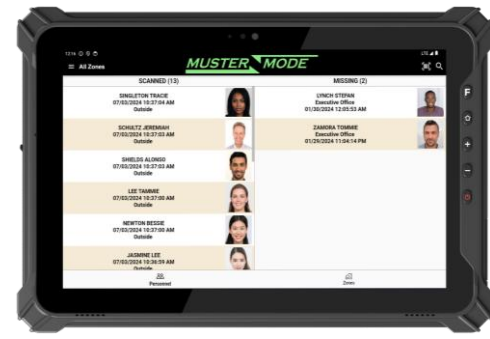 12:16
LTE
All Zones
MUSTER MODE
SCANNED (13)
MISSING (2)
SINGLETON TRACIE
07/03/2024 10:37:04 AM
Outside
SCHULTZ JEREMIAH
07/03/2024 10:37:03 AM
Outside
SHIELDS ALONSO
07/03/2024 10:37:03 AM
Outside
LEE TAMMIE
07/03/2024 10:37:00 AM
Outside
NEWTON BESSIE
07/03/2024 10:37:00 AM
Outside
JASMINE LEE
07/03/2024 10:36:59 AM
Outside
LYNCH STEFAN
Executive Office
01/30/2024 12:05:53 AM
ZAMORA TOMMIE
Executive Office
01/29/2024 11:04:14 PM
Personnel
Zones
F